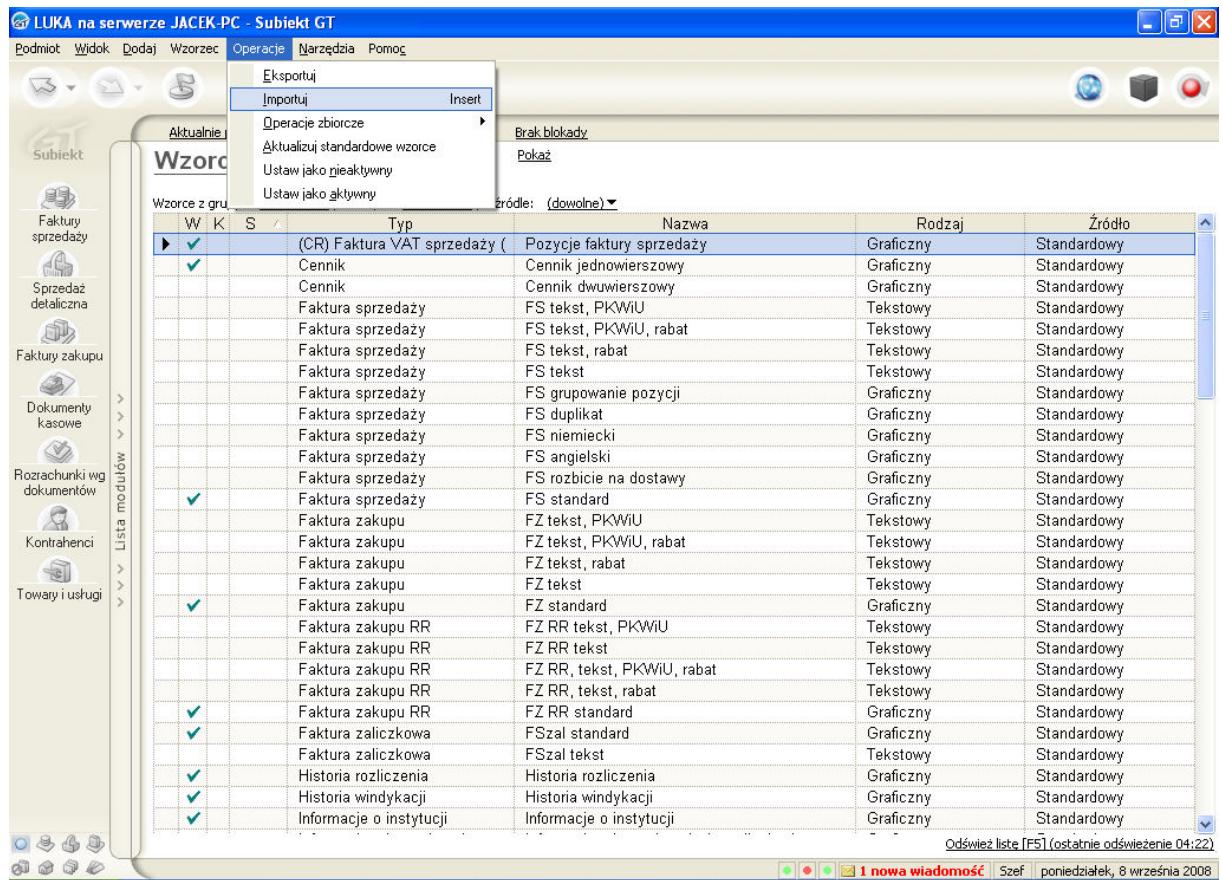 LUKA na serwerze JACEK-PC - Subiekt GT
Podmiot Widok Dodaj Wzorzec Operacje Narzędzia Pomoc
Eksportuj
Importuj Insert
Operacje zbiorcze
Aktualizuj standardowe wzorce
Ustaw jako nieaktywny
Ustaw jako aktywny
GT
Subiekt
Faktury
sprzedaży
Sprzedaż
detaliczna
Faktury zakupu
Dokumenty
kasowe
Rozrachunki wg
dokumentów
Kontrahenci
Towary i usługi
Lista modułów
Aktualnie Brak blokady
Pokaż
Wzorce z (dowolne)
W K S Typ Nazwa Rodzaj Źródło
(CR) Faktura VAT sprzedaży ( Pozycje faktury sprzedaży Graficzny Standardowy
Cennik Cennik jednowierszowy Graficzny Standardowy
Cennik Cennik dwuwierszowy Graficzny Standardowy
Faktura sprzedaży FS tekst, PKWiU Tekstowy Standardowy
Faktura sprzedaży FS tekst, PKWiU, rabat Tekstowy Standardowy
Faktura sprzedaży FS tekst, rabat Tekstowy Standardowy
Faktura sprzedaży FS tekst Tekstowy Standardowy
Faktura sprzedaży FS grupowanie pozycji Graficzny Standardowy
Faktura sprzedaży FS duplikat Graficzny Standardowy
Faktura sprzedaży FS niemiecki Graficzny Standardowy
Faktura sprzedaży FS angielski Graficzny Standardowy
Faktura sprzedaży FS rozbicie na dostawy Graficzny Standardowy
Faktura sprzedaży FS standard Graficzny Standardowy
Faktura zakupu FZ tekst, PKWiU Tekstowy Standardowy
Faktura zakupu FZ tekst, PKWiU, rabat Tekstowy Standardowy
Faktura zakupu FZ tekst, rabat Tekstowy Standardowy
Faktura zakupu FZ tekst Tekstowy Standardowy
Faktura zakupu FZ standard Graficzny Standardowy
Faktura zakupu RR FZ RR tekst, PKWiU Tekstowy Standardowy
Faktura zakupu RR FZ RR tekst Tekstowy Standardowy
Faktura zakupu RR FZ RR, tekst, PKWiU, rabat Tekstowy Standardowy
Faktura zakupu RR FZ RR, tekst, rabat Tekstowy Standardowy
Faktura zakupu RR FZ RR standard Graficzny Standardowy
Faktura zaliczkowa FSzal standard Graficzny Standardowy
Faktura zaliczkowa FSzal tekst Tekstowy Standardowy
Historia rozliczenia Historia rozliczenia Graficzny Standardowy
Historia windykacji Historia windykacji Graficzny Standardowy
Informacje o instytucji Informacje o instytucji Graficzny Standardowy
Odśwież listę [F5] (ostatnie odświeżenie 04:22)
1 nowa wiadomość Szef poniedziałek, 8 września 2008